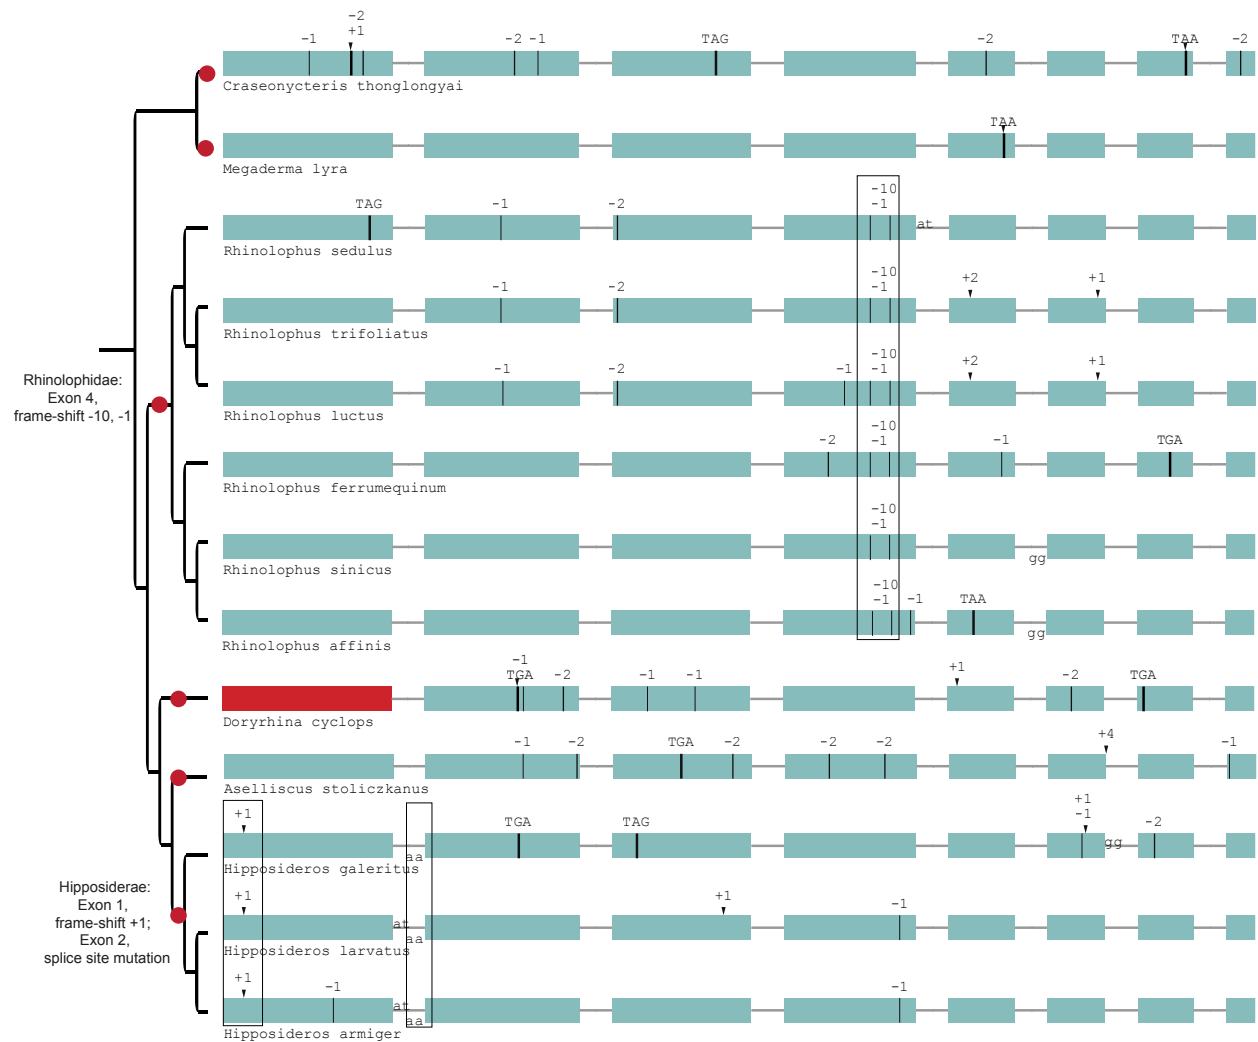 -2
-1 +1 -2 -1 TAG -2 TAA -2
Craseonycteris thonglongyai
TAA
Megaderma lyra
-10
TAG -1 -2 -1
at
Rhinolophus sedulus
-10
-1 -2 -1 +2 +1
Rhinolophus trifoliatus
-10
-1 -2 -1 -1 +2 +1
Rhinolophus luctus
Rhinolophidae:
Exon 4,
frame-shift -10, -1
-10
-2 -1 -1 TGA
Rhinolophus ferrumequinum
-10
-1
gg
Rhinolophus sinicus
-10
-1 -1 TAA
gg
Rhinolophus affinis
-1
TGA -2 -1 -1 +1 -2 TGA
Doryrhina cyclops
+4
-1 -2 TGA -2 -2 -2 -1
Aselliscus stoliczkanus
+1
+1 TGA TAG -1 -2
gg
aa
Hipposideros galeritus
Hipposiderae:
Exon 1,
frame-shift +1;
Exon 2,
splice site mutation
+1 +1 -1
at
aa
Hipposideros larvatus
+1 -1 -1
at
aa
Hipposideros armiger